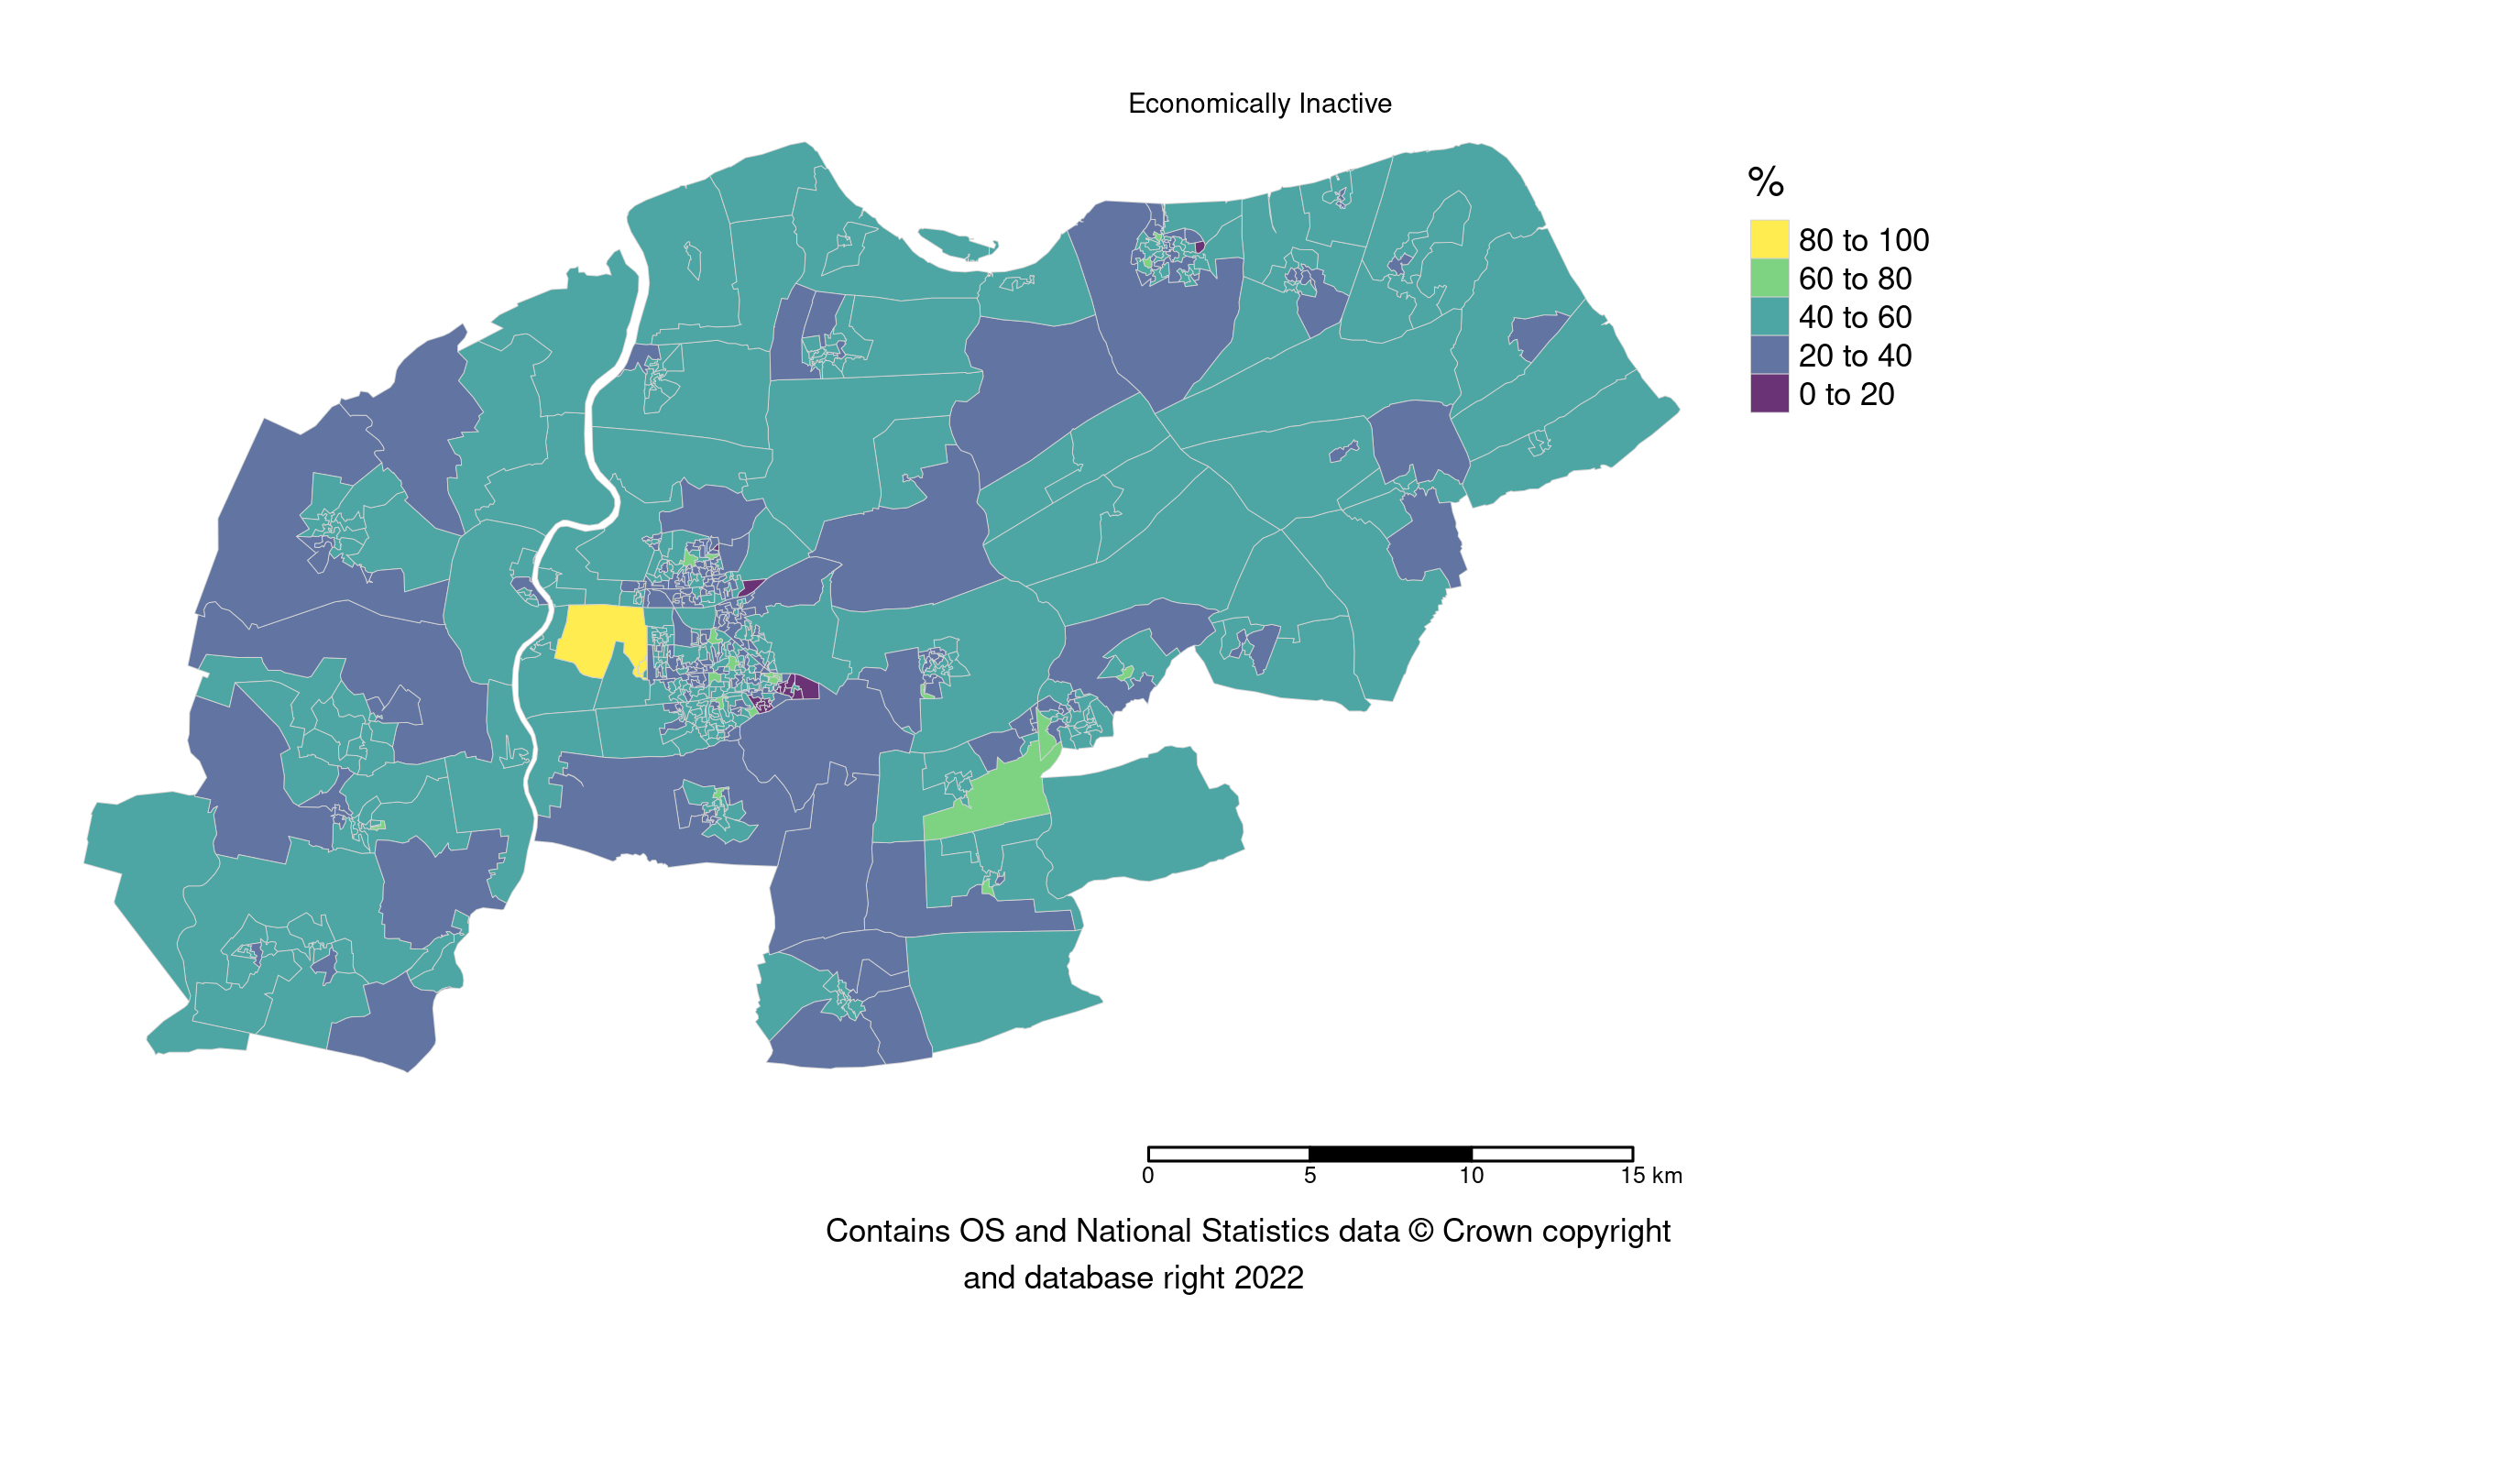 Economically Inactive
%
80 to 100
60 to 80
40 to 60
20 to 40
0 to 20
0 5 10 15 km
Contains OS and National Statistics data © Crown copyright
and database right 2022